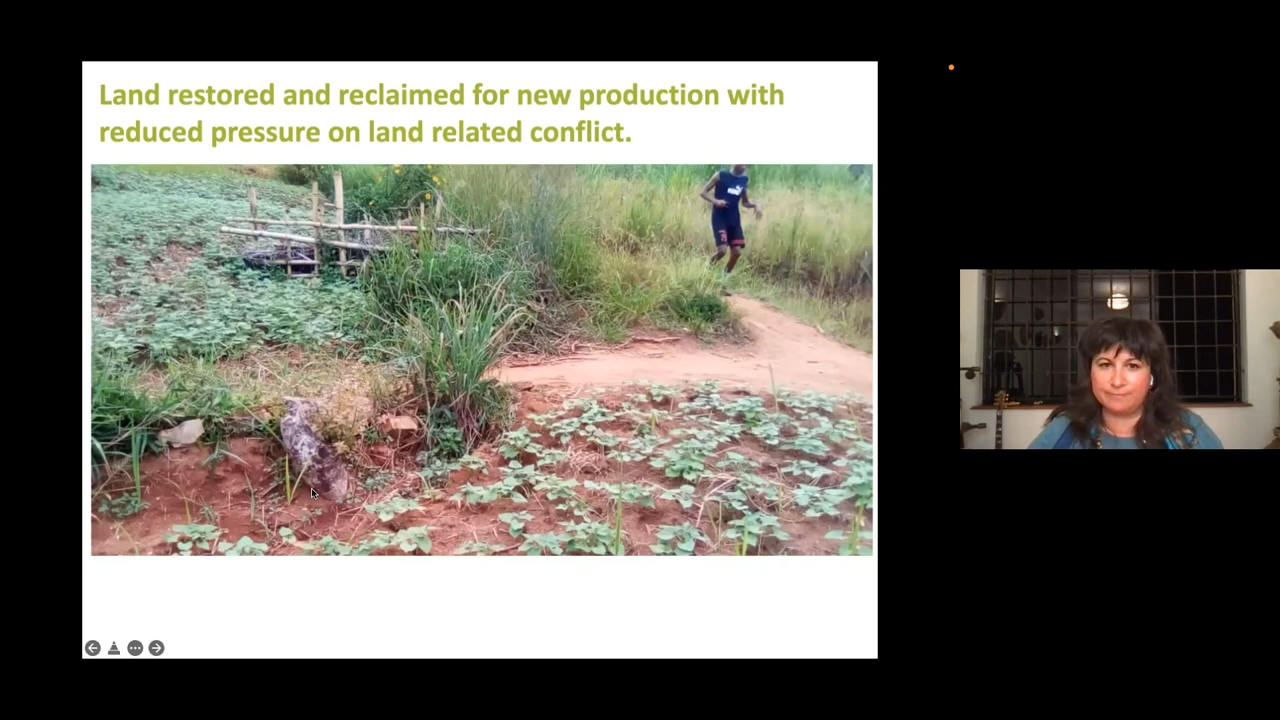 Land restored and reclaimed for new production with
reduced pressure on land related conflict.